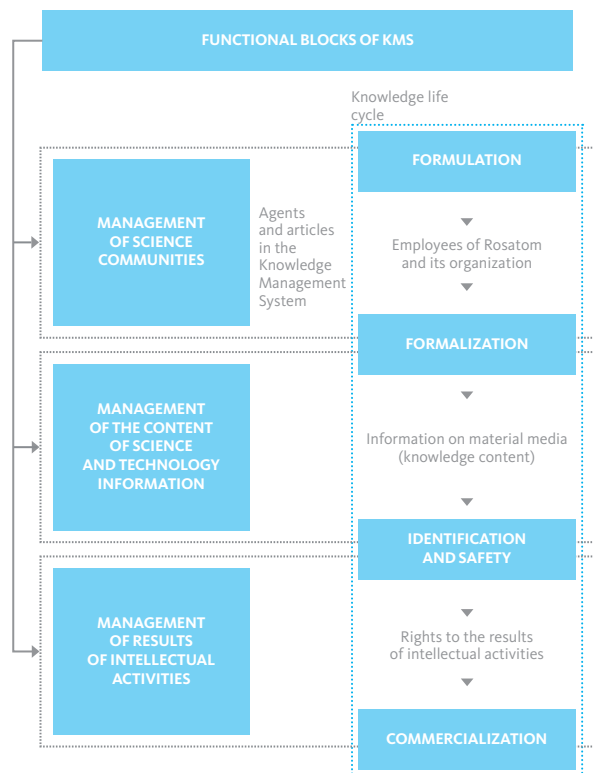 FUNCTIONAL BLOCKS OF KMS
Knowledge life
cycle
FORMULATION
MANAGEMENT
OF SCIENCE
COMMUNITIES
Agents
and articles
in the
Knowledge
Management
System
Employees of Rosatom
and its organization
FORMALIZATION
MANAGEMENT
OF THE CONTENT
OF SCIENCE
AND TECHNOLOGY
INFORMATION
Information on material media
(knowledge content)
IDENTIFICATION
AND SAFETY
MANAGEMENT
OF RESULTS
OF INTELLECTUAL
ACTIVITIES
Rights to the results
of intellectual activities
COMMERCIALIZATION